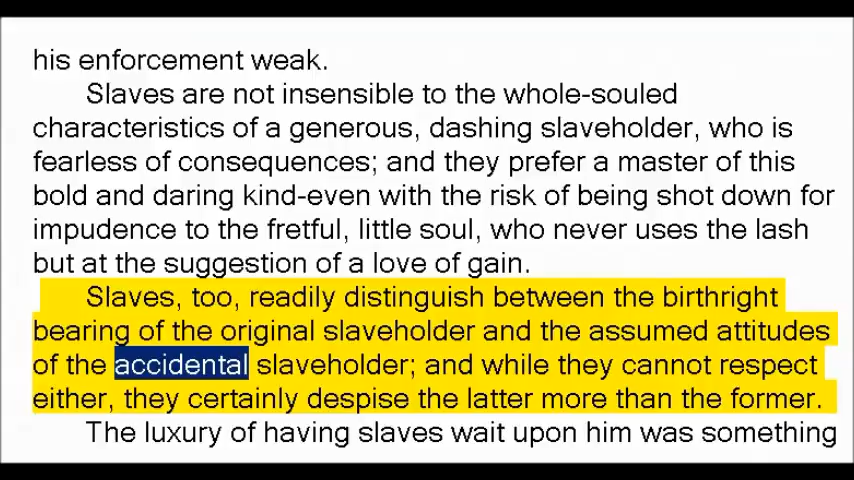 his enforcement weak.
Slaves are not insensible to the whole-souled
characteristics of a generous, dashing slaveholder, who is
fearless of consequences; and they prefer a master of this
bold and daring kind-even with the risk of being shot down for
impudence to the fretful, little soul, who never uses the lash
but at the suggestion of a love of gain.
Slaves, too, readily distinguish between the birthright
bearing of the original slaveholder and the assumed attitudes
of the accidental slaveholder; and while they cannot respect
either, they certainly despise the latter more than the former.
The luxury of having slaves wait upon him was something